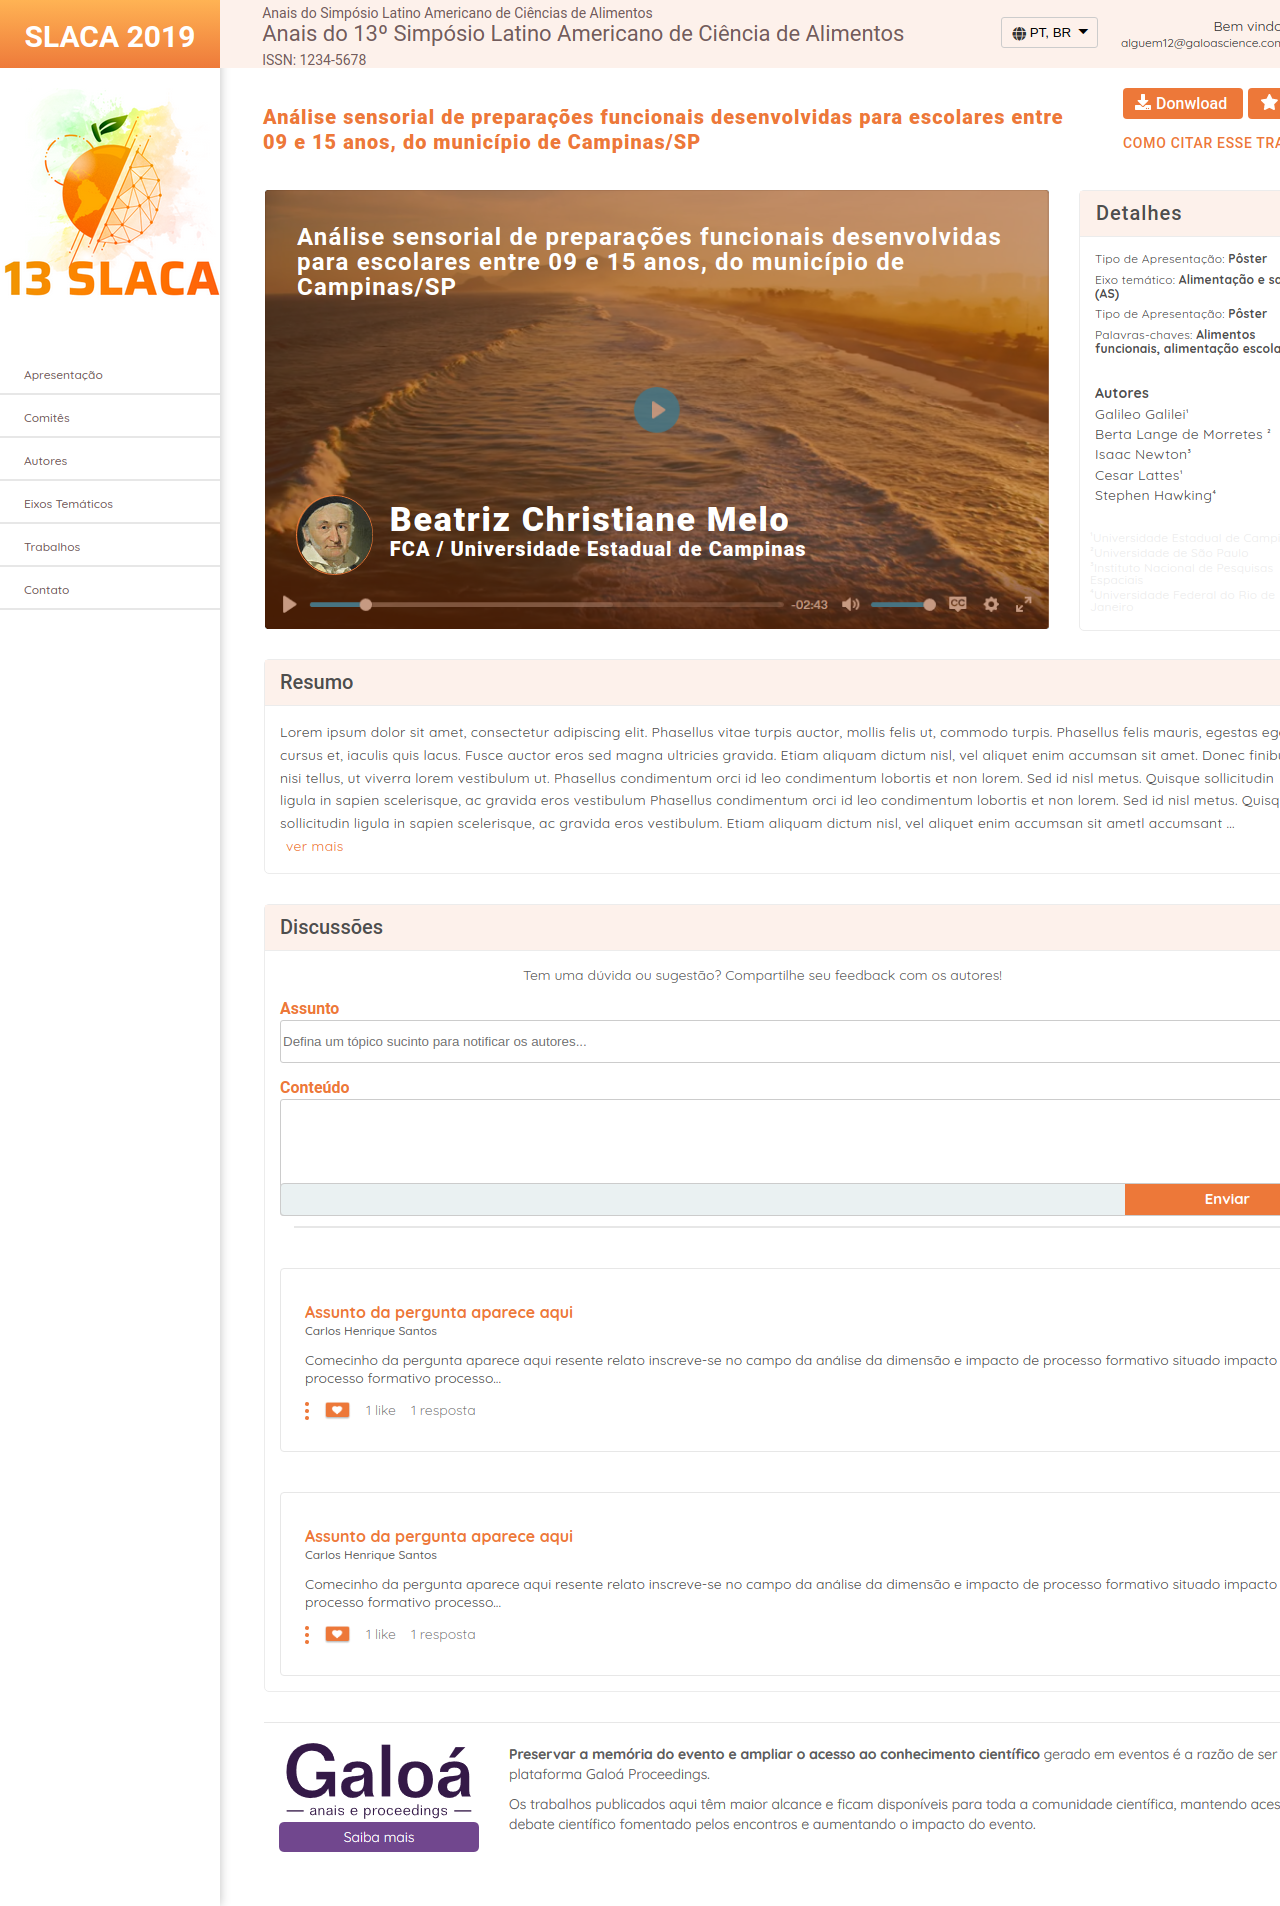 SLACA 2019
Anais do Simpósio Latino Americano de Ciências de Alimentos
Anais do 13º Simpósio Latino Americano de Ciência de Alimentos
ISSN: 1234-5678
PT, BR
Bem vindo
alguem12@galoascience.com
13 SLACA
Apresentação
Comitês
Autores
Eixos Temáticos
Trabalhos
Contato
Análise sensorial de preparações funcionais desenvolvidas para escolares entre
09 e 15 anos, do município de Campinas/SP
Donwload
COMO CITAR ESSE TRA
Análise sensorial de preparações funcionais desenvolvidas
para escolares entre 09 e 15 anos, do município de
Campinas/SP
Beatriz Christiane Melo
FCA / Universidade Estadual de Campinas
-02:43
CC
Detalhes
Tipo de Apresentação: Pôster
Eixo temático: Alimentação e sa
(AS)
Tipo de Apresentação: Pôster
Palavras-chaves: Alimentos
funcionais, alimentação escola
Autores
Galileo Galilei¹
Berta Lange de Morretes ²
Isaac Newton³
Cesar Lattes¹
Stephen Hawking⁴
¹Universidade Estadual de Campi
²Universidade de São Paulo
³Instituto Nacional de Pesquisas
Espaciais
⁴Universidade Federal do Rio de
Janeiro
Resumo
Lorem ipsum dolor sit amet, consectetur adipiscing elit. Phasellus vitae turpis auctor, mollis felis ut, commodo turpis. Phasellus felis mauris, egestas ege
cursus et, iaculis quis lacus. Fusce auctor eros sed magna ultricies gravida. Etiam aliquam dictum nisl, vel aliquet enim accumsan sit amet. Donec finibu
nisi tellus, ut viverra lorem vestibulum ut. Phasellus condimentum orci id leo condimentum lobortis et non lorem. Sed id nisl metus. Quisque sollicitudin
ligula in sapien scelerisque, ac gravida eros vestibulum Phasellus condimentum orci id leo condimentum lobortis et non lorem. Sed id nisl metus. Quisq
sollicitudin ligula in sapien scelerisque, ac gravida eros vestibulum. Etiam aliquam dictum nisl, vel aliquet enim accumsan sit ametl accumsant ...
ver mais
Discussões
Tem uma dúvida ou sugestão? Compartilhe seu feedback com os autores!
Assunto
Defina um tópico sucinto para notificar os autores...
Conteúdo
Enviar
Assunto da pergunta aparece aqui
Carlos Henrique Santos
Comecinho da pergunta aparece aqui resente relato inscreve-se no campo da análise da dimensão e impacto de processo formativo situado impacto
processo formativo processo...
1 like 1 resposta
Assunto da pergunta aparece aqui
Carlos Henrique Santos
Comecinho da pergunta aparece aqui resente relato inscreve-se no campo da análise da dimensão e impacto de processo formativo situado impacto
processo formativo processo...
1 like 1 resposta
Galoá
anais e proceedings
Saiba mais
Preservar a memória do evento e ampliar o acesso ao conhecimento científico gerado em eventos é a razão de ser
plataforma Galoá Proceedings.
Os trabalhos publicados aqui têm maior alcance e ficam disponíveis para toda a comunidade científica, mantendo aces
debate científico fomentado pelos encontros e aumentando o impacto do evento.